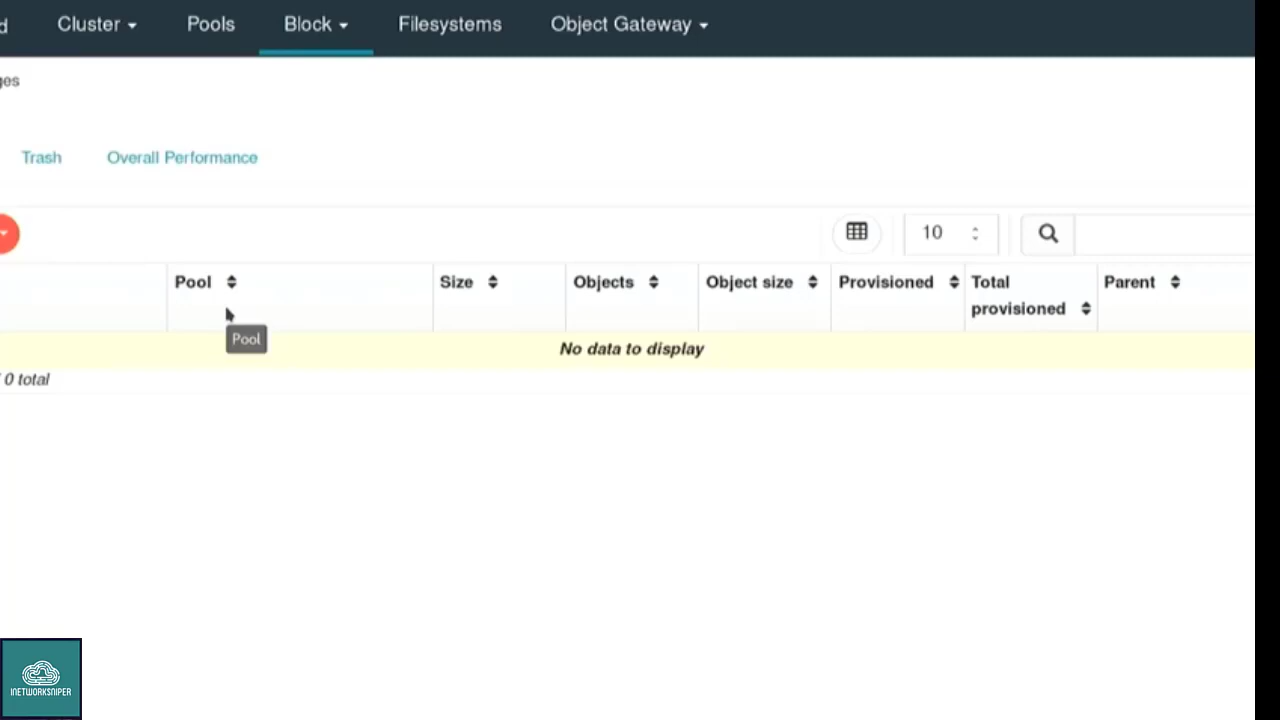 d Cluster Pools Block Filesystems Object Gateway
ges
Trash Overall Performance
10
Pool Size Objects Object size Provisioned Total provisioned Parent
Pool
No data to display
/ 0 total
INETWORKSNIPER